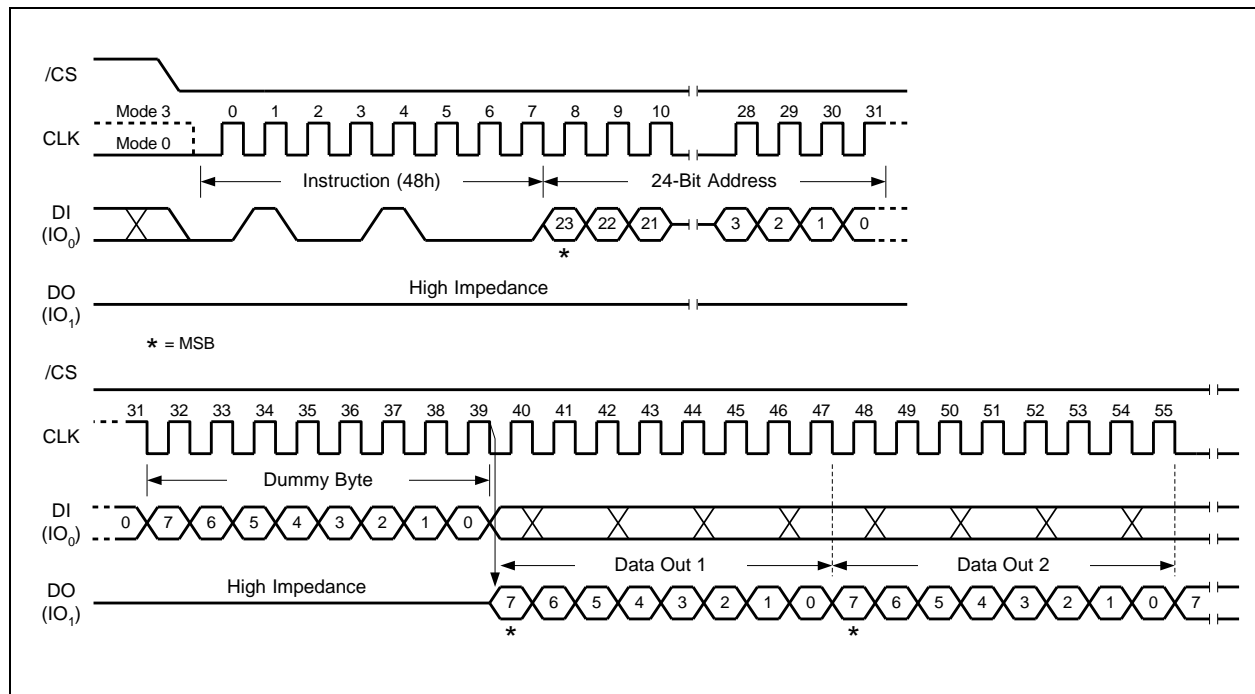 /CS
Mode 3 0 1 2 3 4 5 6 7 8 9 10 28 29 30 31
CLK
Mode 0
Instruction (48h) 24-Bit Address
DI
(IO0)
23 22 21 3 2 1 0
*
High Impedance
DO
(IO1)
* = MSB
/CS
31 32 33 34 35 36 37 38 39 40 41 42 43 44 45 46 47 48 49 50 51 52 53 54 55
CLK
Dummy Byte
DI
(IO0)
0 7 6 5 4 3 2 1 0
Data Out 1 Data Out 2
High Impedance
DO
(IO1)
7 6 5 4 3 2 1 0 7 6 5 4 3 2 1 0 7
* *